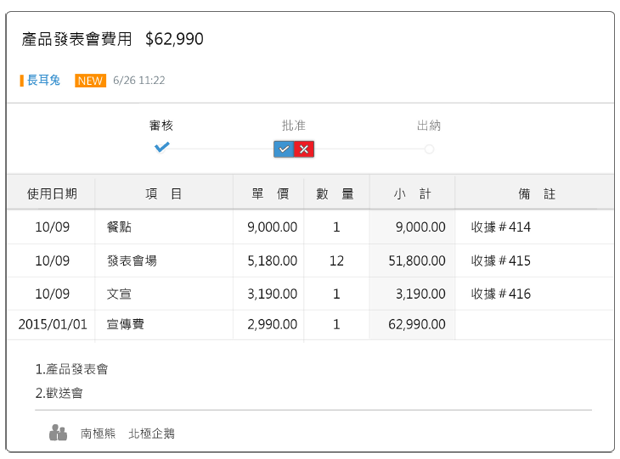 產品發表會費用 $62,990
長耳兔 NEW 6/26 11:22
審核 批准 出納
使用日期 項 目 單 價 數 量 小 計 備 註
10/09 餐點 9,000.00 1 9,000.00 收據#414
10/09 發表會場 5,180.00 12 51,800.00 收據#415
10/09 文宣 3,190.00 1 3,190.00 收據#416
2015/01/01 宣傳費 2,990.00 1 62,990.00
1.產品發表會
2.歡送會
南極熊 北極企鵝